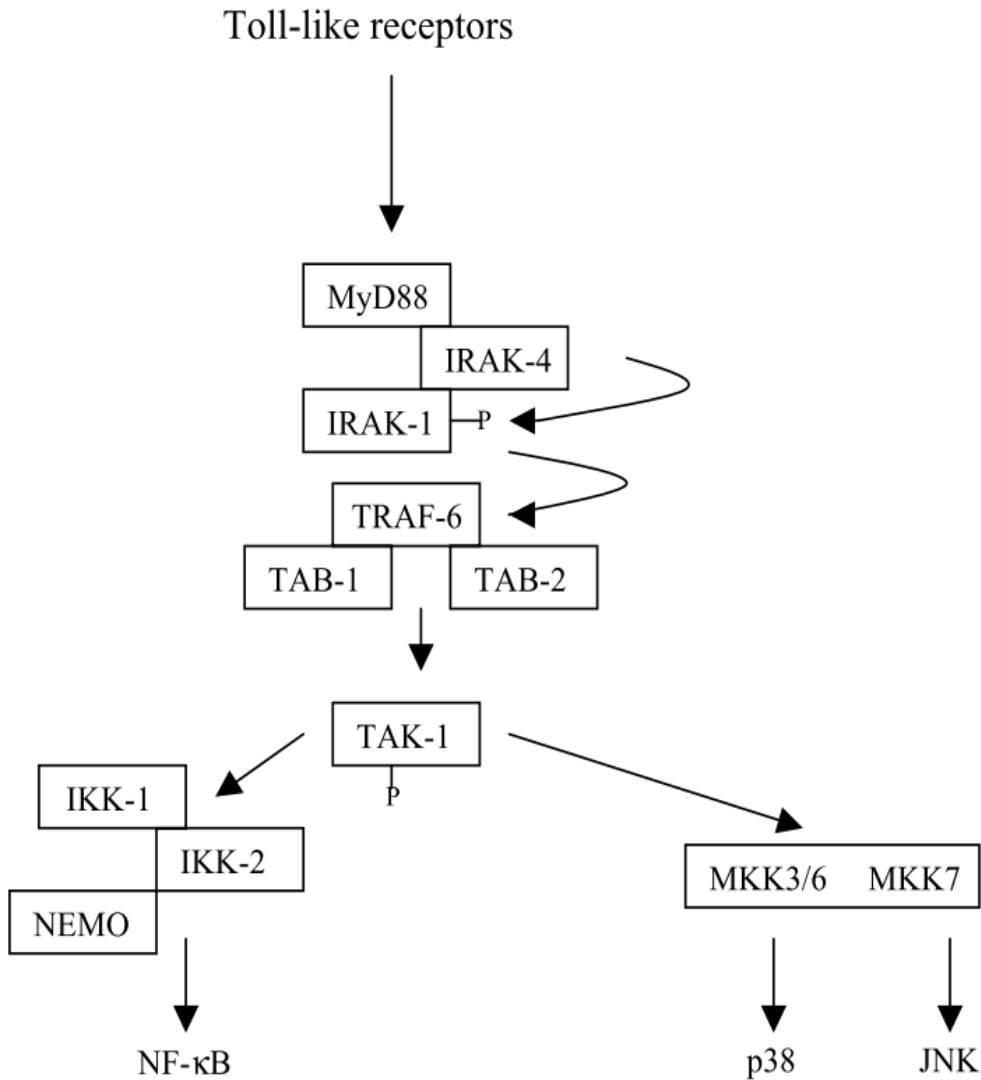 Toll-like receptors
MyD88
IRAK-4
IRAK-1 P
TRAF-6
TAB-1 TAB-2
TAK-1
P
IKK-1
IKK-2
NEMO
MKK3/6 MKK7
NF-κB
p38 JNK